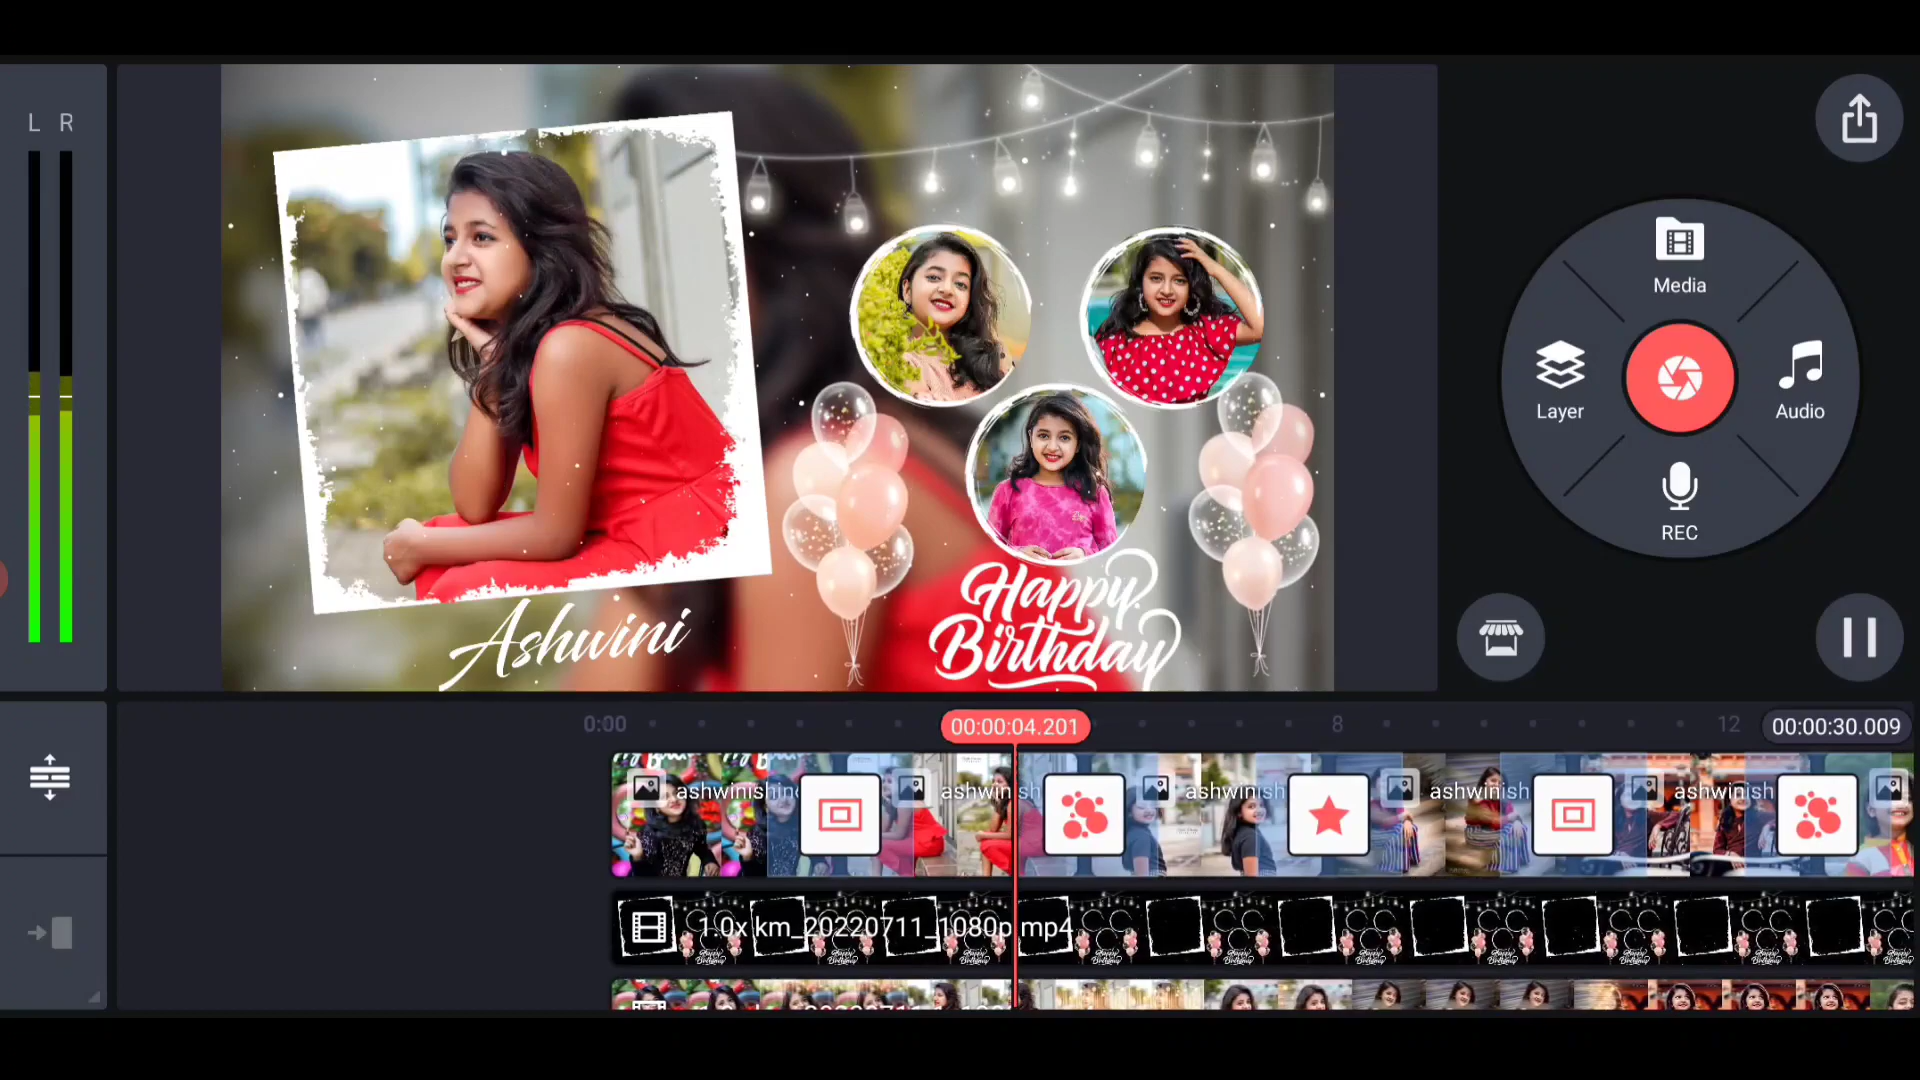 L R
Ashwini
Happy
Birthday
Media
Layer
Audio
REC
0:00
00:00:04.201
8
12
00:00:30.009
ashwinishin
ashwinish
ashwinish
ashwinish
ashwinish
1.0x km_20220711_1080p.mp4